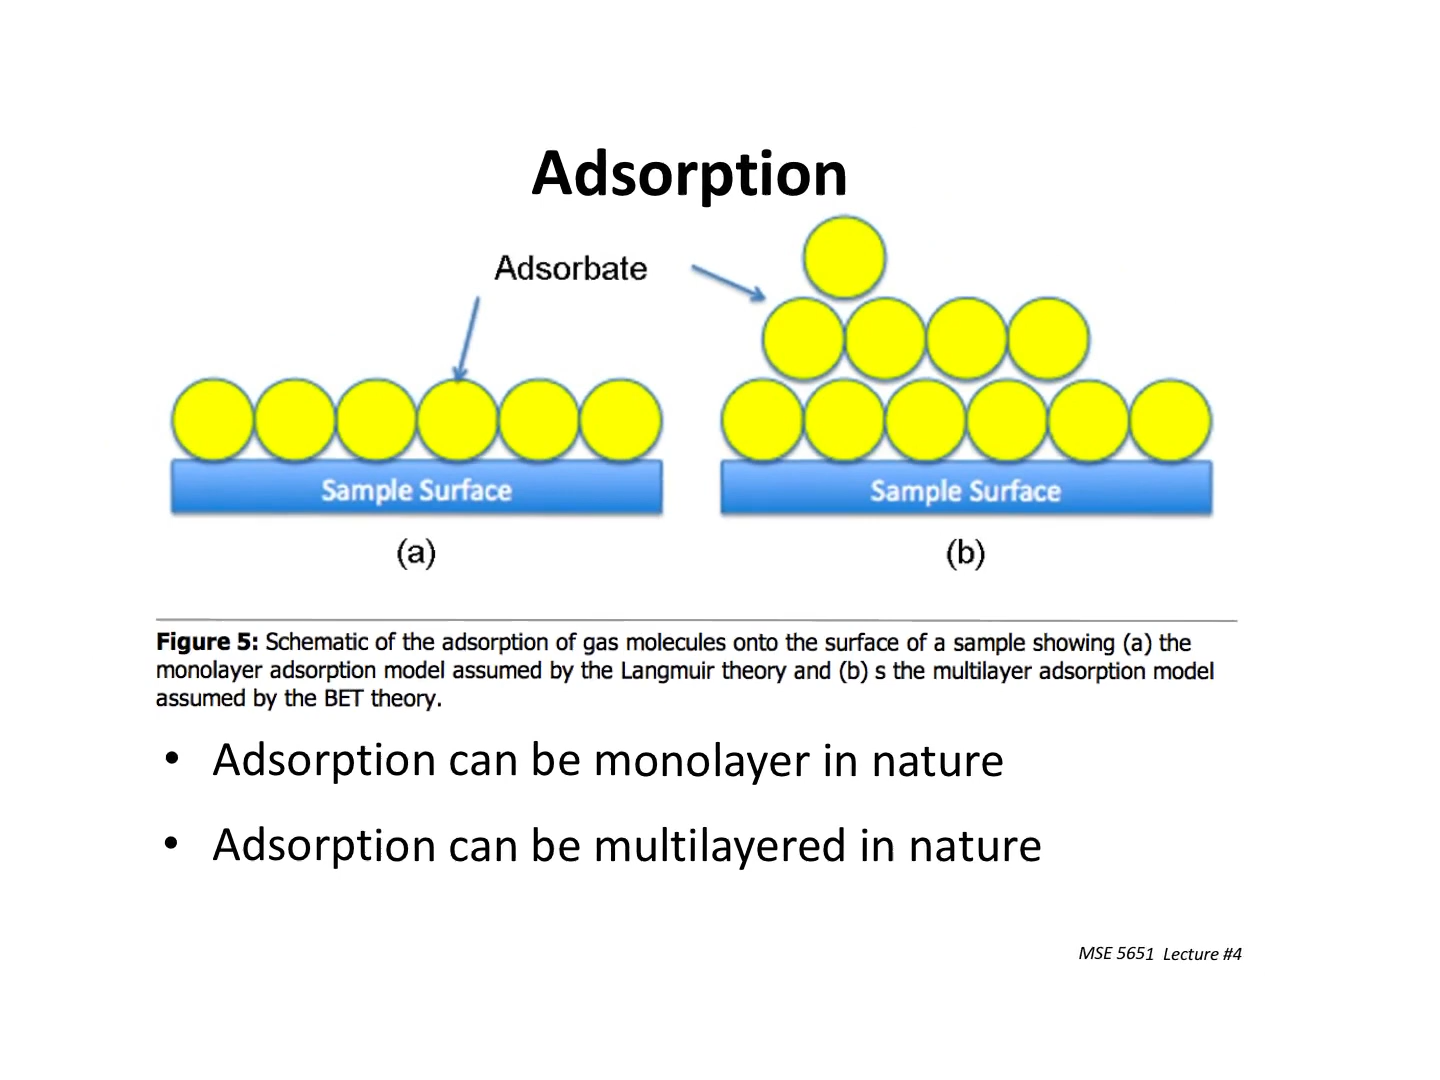 Adsorption
Adsorbate
Sample Surface
Sample Surface
(a)
(b)
Figure 5: Schematic of the adsorption of gas molecules onto the surface of a sample showing (a) the
monolayer adsorption model assumed by the Langmuir theory and (b) s the multilayer adsorption model
assumed by the BET theory.
• Adsorption can be monolayer in nature
• Adsorption can be multilayered in nature
MSE 5651 Lecture #4